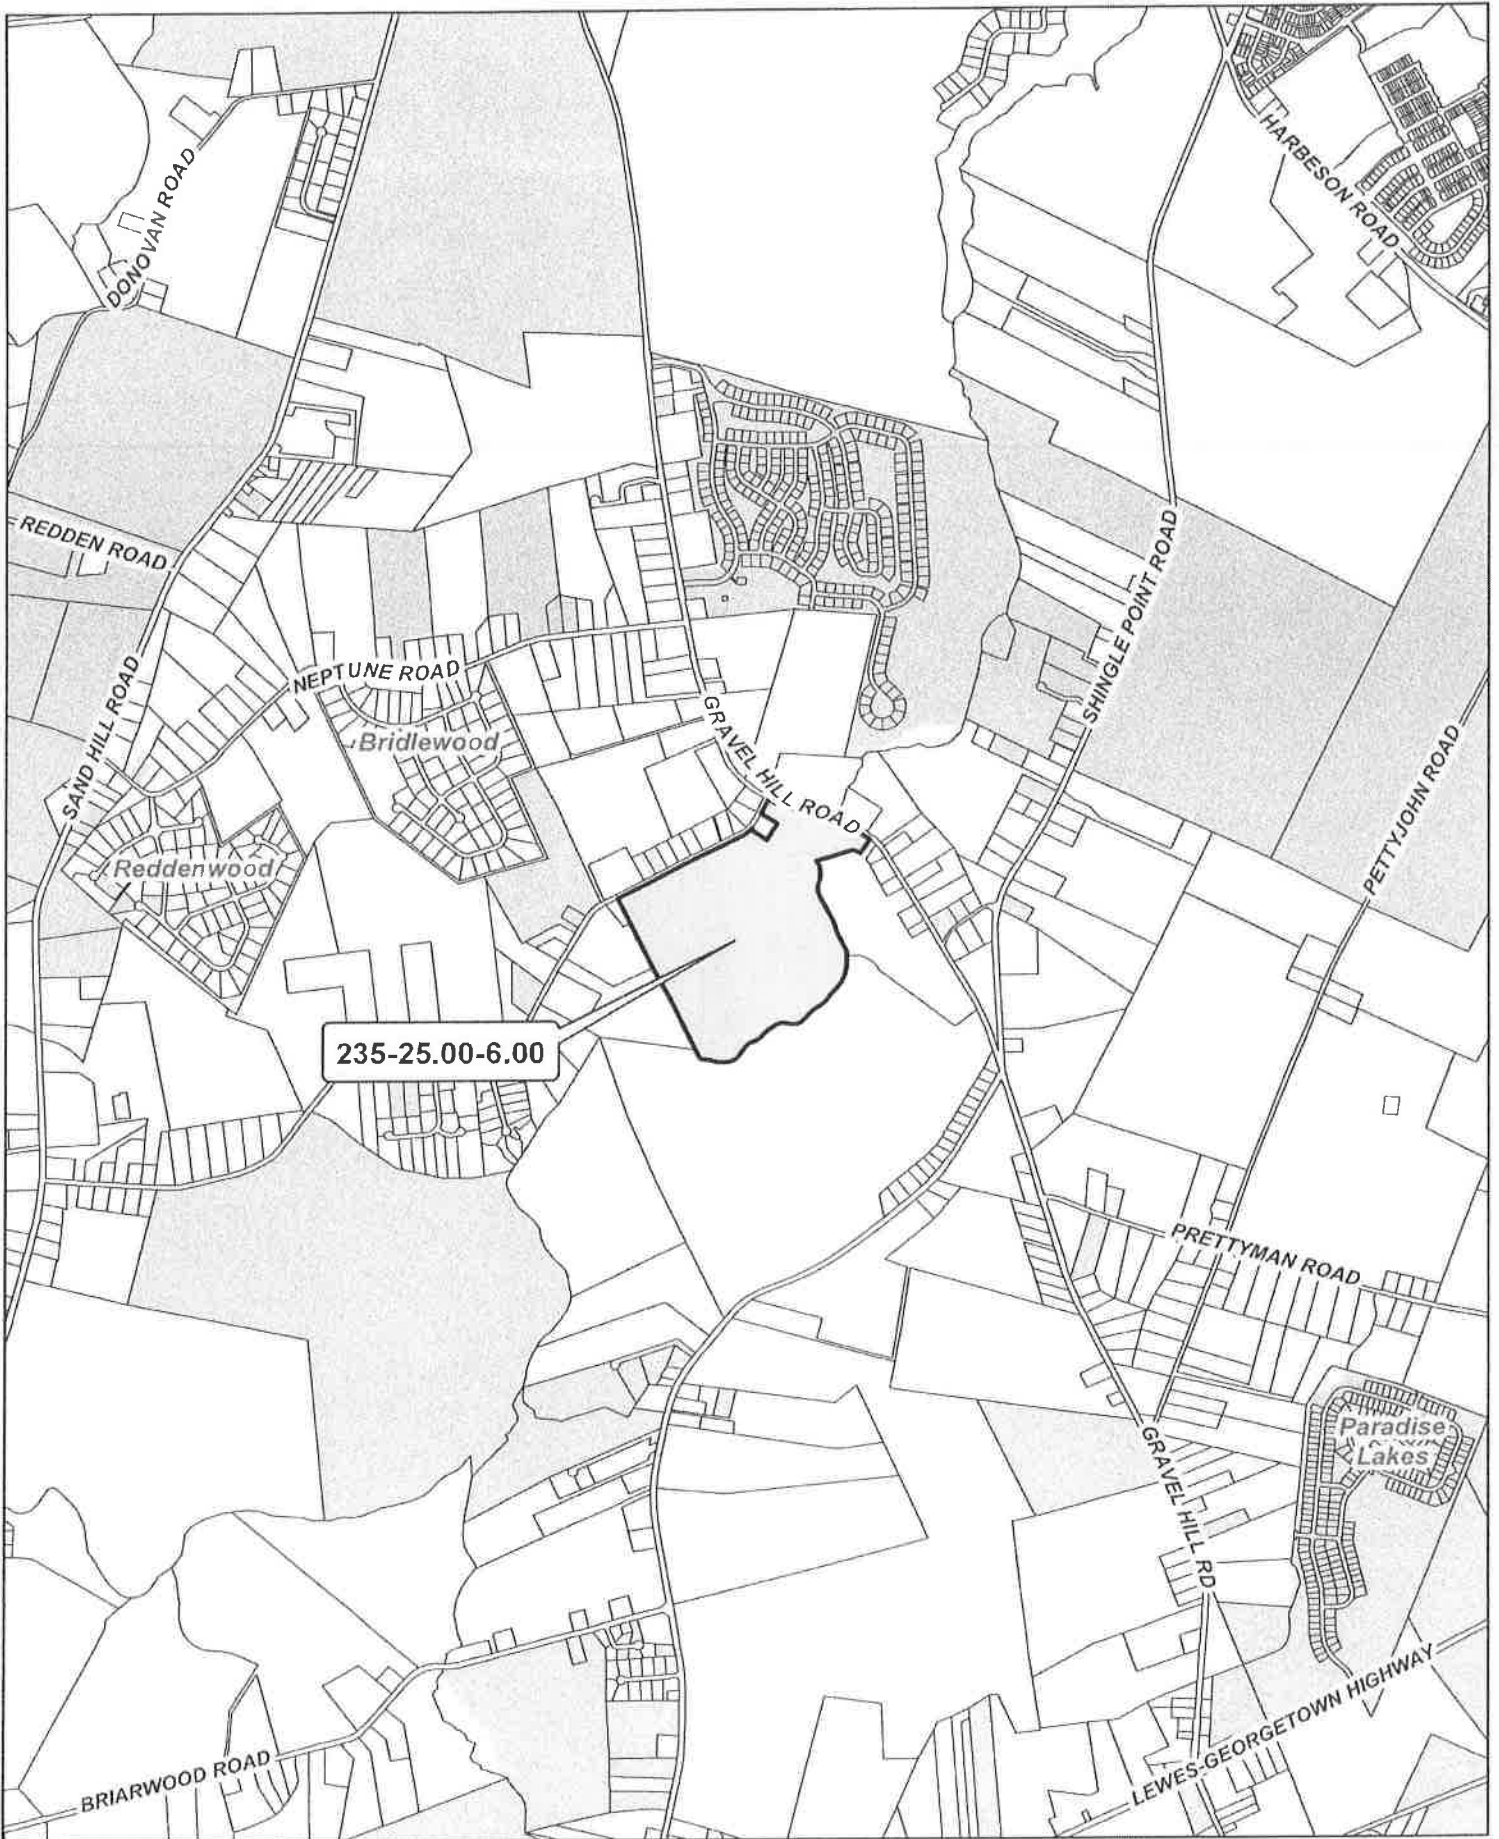 HARBESON ROAD
DONOVAN ROAD
REDDEN ROAD
SHINGLE POINT ROAD
NEPTUNE ROAD
SAND HILL ROAD
Bridlewood
GRAVEL HILL ROAD
PETTYJOHN ROAD
Reddenwood
235-25.00-6.00
PRETTYMAN ROAD
Paradise
Lakes
GRAVEL HILL RD
LEWES-GEORGETOWN HIGHWAY
BRIARWOOD ROAD